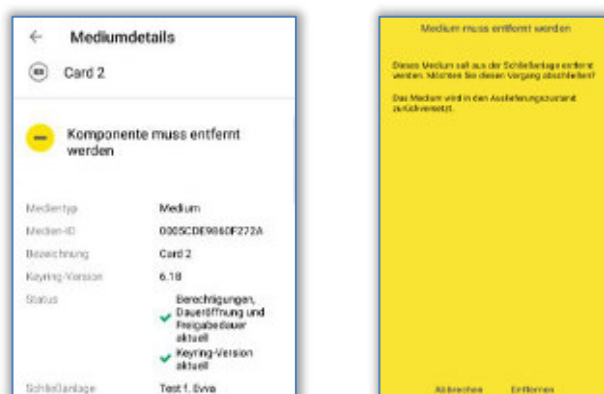 Mediumdetails
Card 2
Komponente muss entfernt
werden
Medientyp Medium
Medien-ID 0005CDE9860F272A
Bezeichnung Card 2
Keyring-Version 6.18
Status Berechtigungen,
Daueröffnung und
Freigabedauer
aktuell
Keyring-Version
aktuell
Schließanlage Test f. Evva
Medium muss entfernt werden
Dieses Medium soll aus der Schließanlage entfernt
werden. Möchten Sie diesen Vorgang abschließen?
Das Medium wird in den Auslieferungszustand
zurückversetzt.
Abbrechen Entfernen